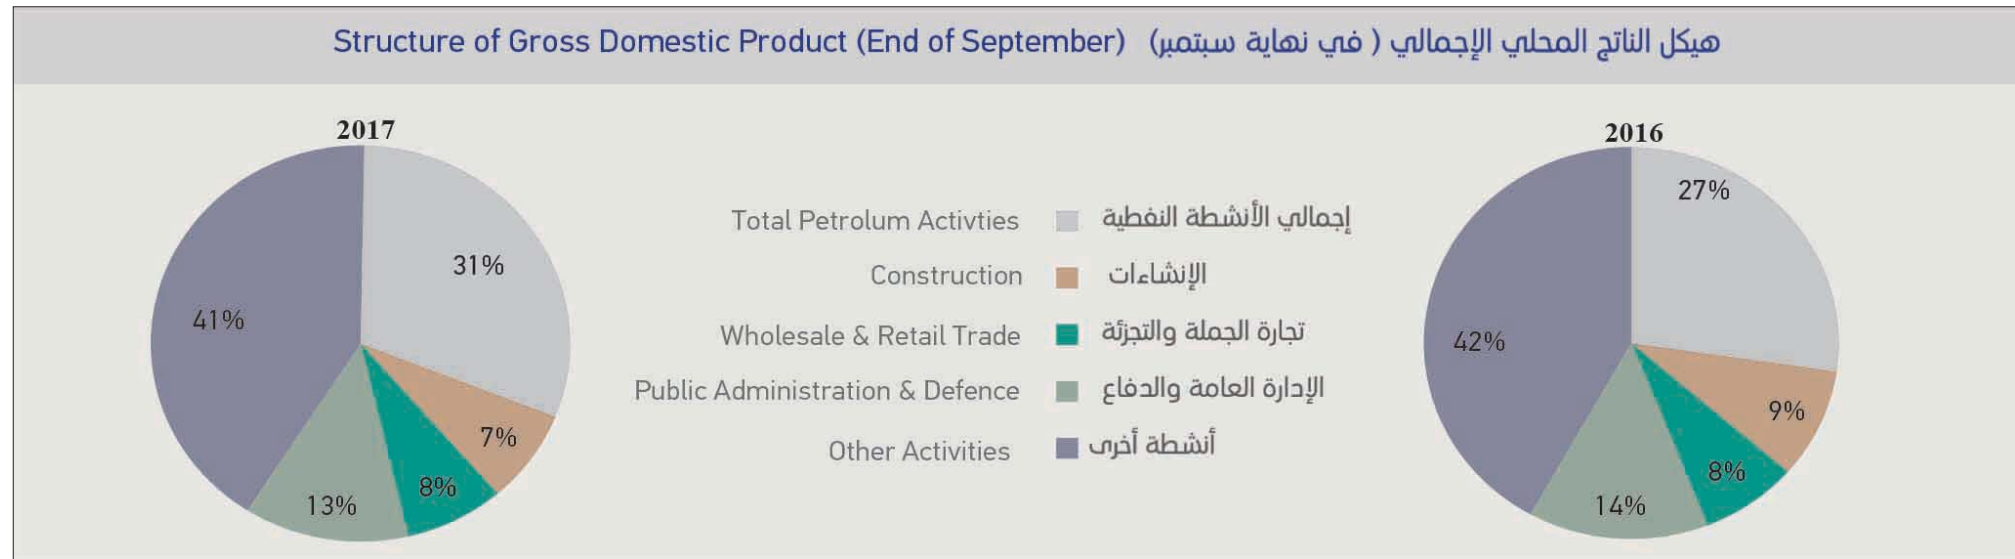 Structure of Gross Domestic Product (End of September) هيكل الناتج المحلي الإجمالي ( في نهاية سبتمبر)
2017
31%
7%
8%
13%
41%
Total Petrolum Activties إجمالي الأنشطة النفطية
Construction الإنشاءات
Wholesale & Retail Trade تجارة الجملة والتجزئة
Public Administration & Defence الإدارة العامة والدفاع
Other Activities أنشطة أخرى
2016
27%
9%
8%
14%
42%